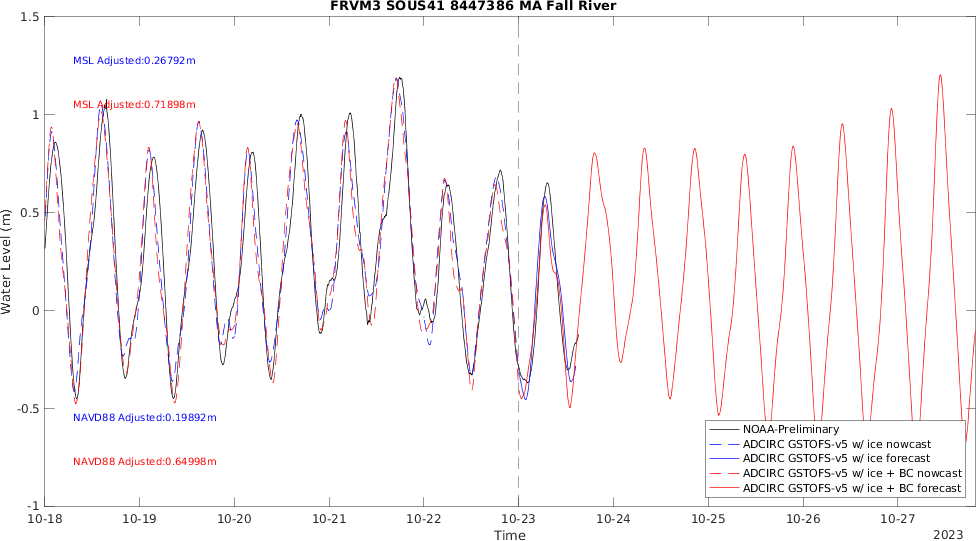 FRVM3 SOUS41 8447386 MA Fall River
1.5
1
0.5
0
-0.5
-1
Water Level (m)
MSL Adjusted:0.26792m
MSL Adjusted:0.71898m
NAVD88 Adjusted:0.19892m
NAVD88 Adjusted:0.64998m
NOAA-Preliminary
ADCIRC GSTOFS-v5 w/ ice nowcast
ADCIRC GSTOFS-v5 w/ ice forecast
ADCIRC GSTOFS-v5 w/ ice + BC nowcast
ADCIRC GSTOFS-v5 w/ ice + BC forecast
10-18 10-19 10-20 10-21 10-22 10-23 10-24 10-25 10-26 10-27
Time
2023